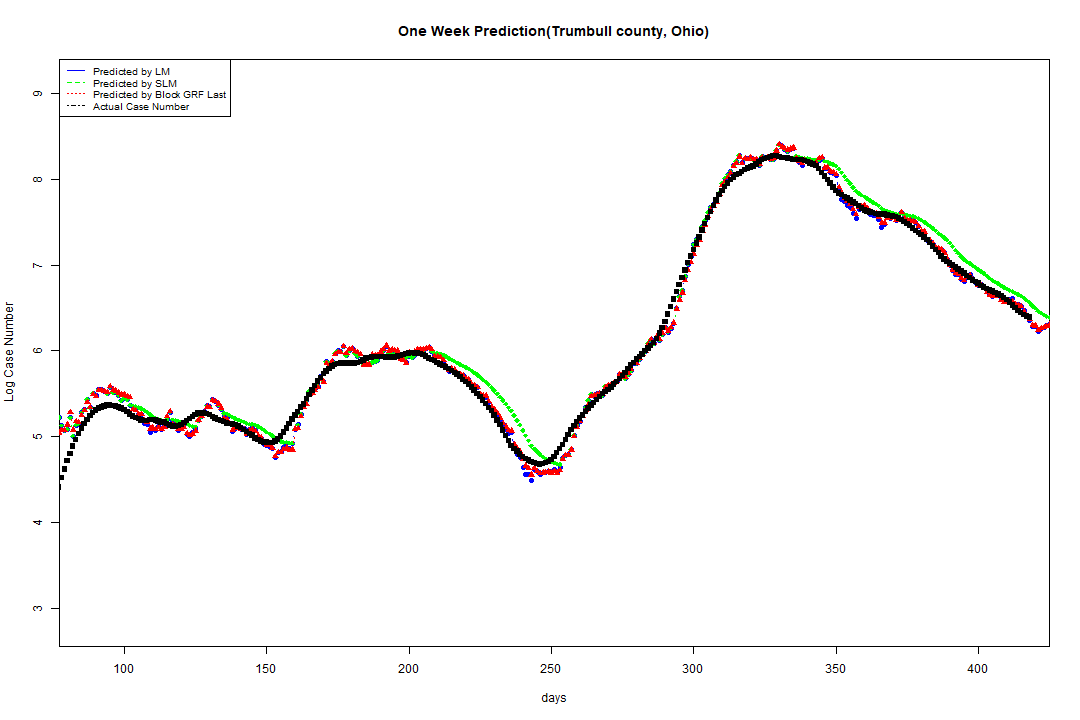 One Week Prediction(Trumbull county, Ohio)
Predicted by LM
Predicted by SLM
Predicted by Block GRF Last
Actual Case Number
9
8
7
6
5
4
3
Log Case Number
100 150 200 250 300 350 400
days